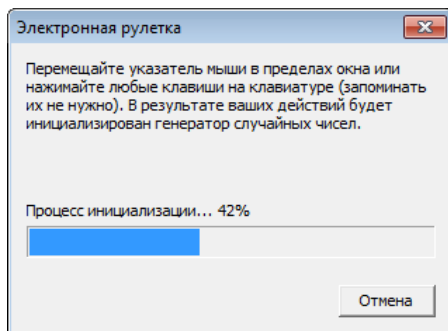 Электронная рулетка
Перемещайте указатель мыши в пределах окна или
нажимайте любые клавиши на клавиатуре (запоминать
их не нужно). В результате ваших действий будет
инициализирован генератор случайных чисел.
Процесс инициализации... 42%
Отмена